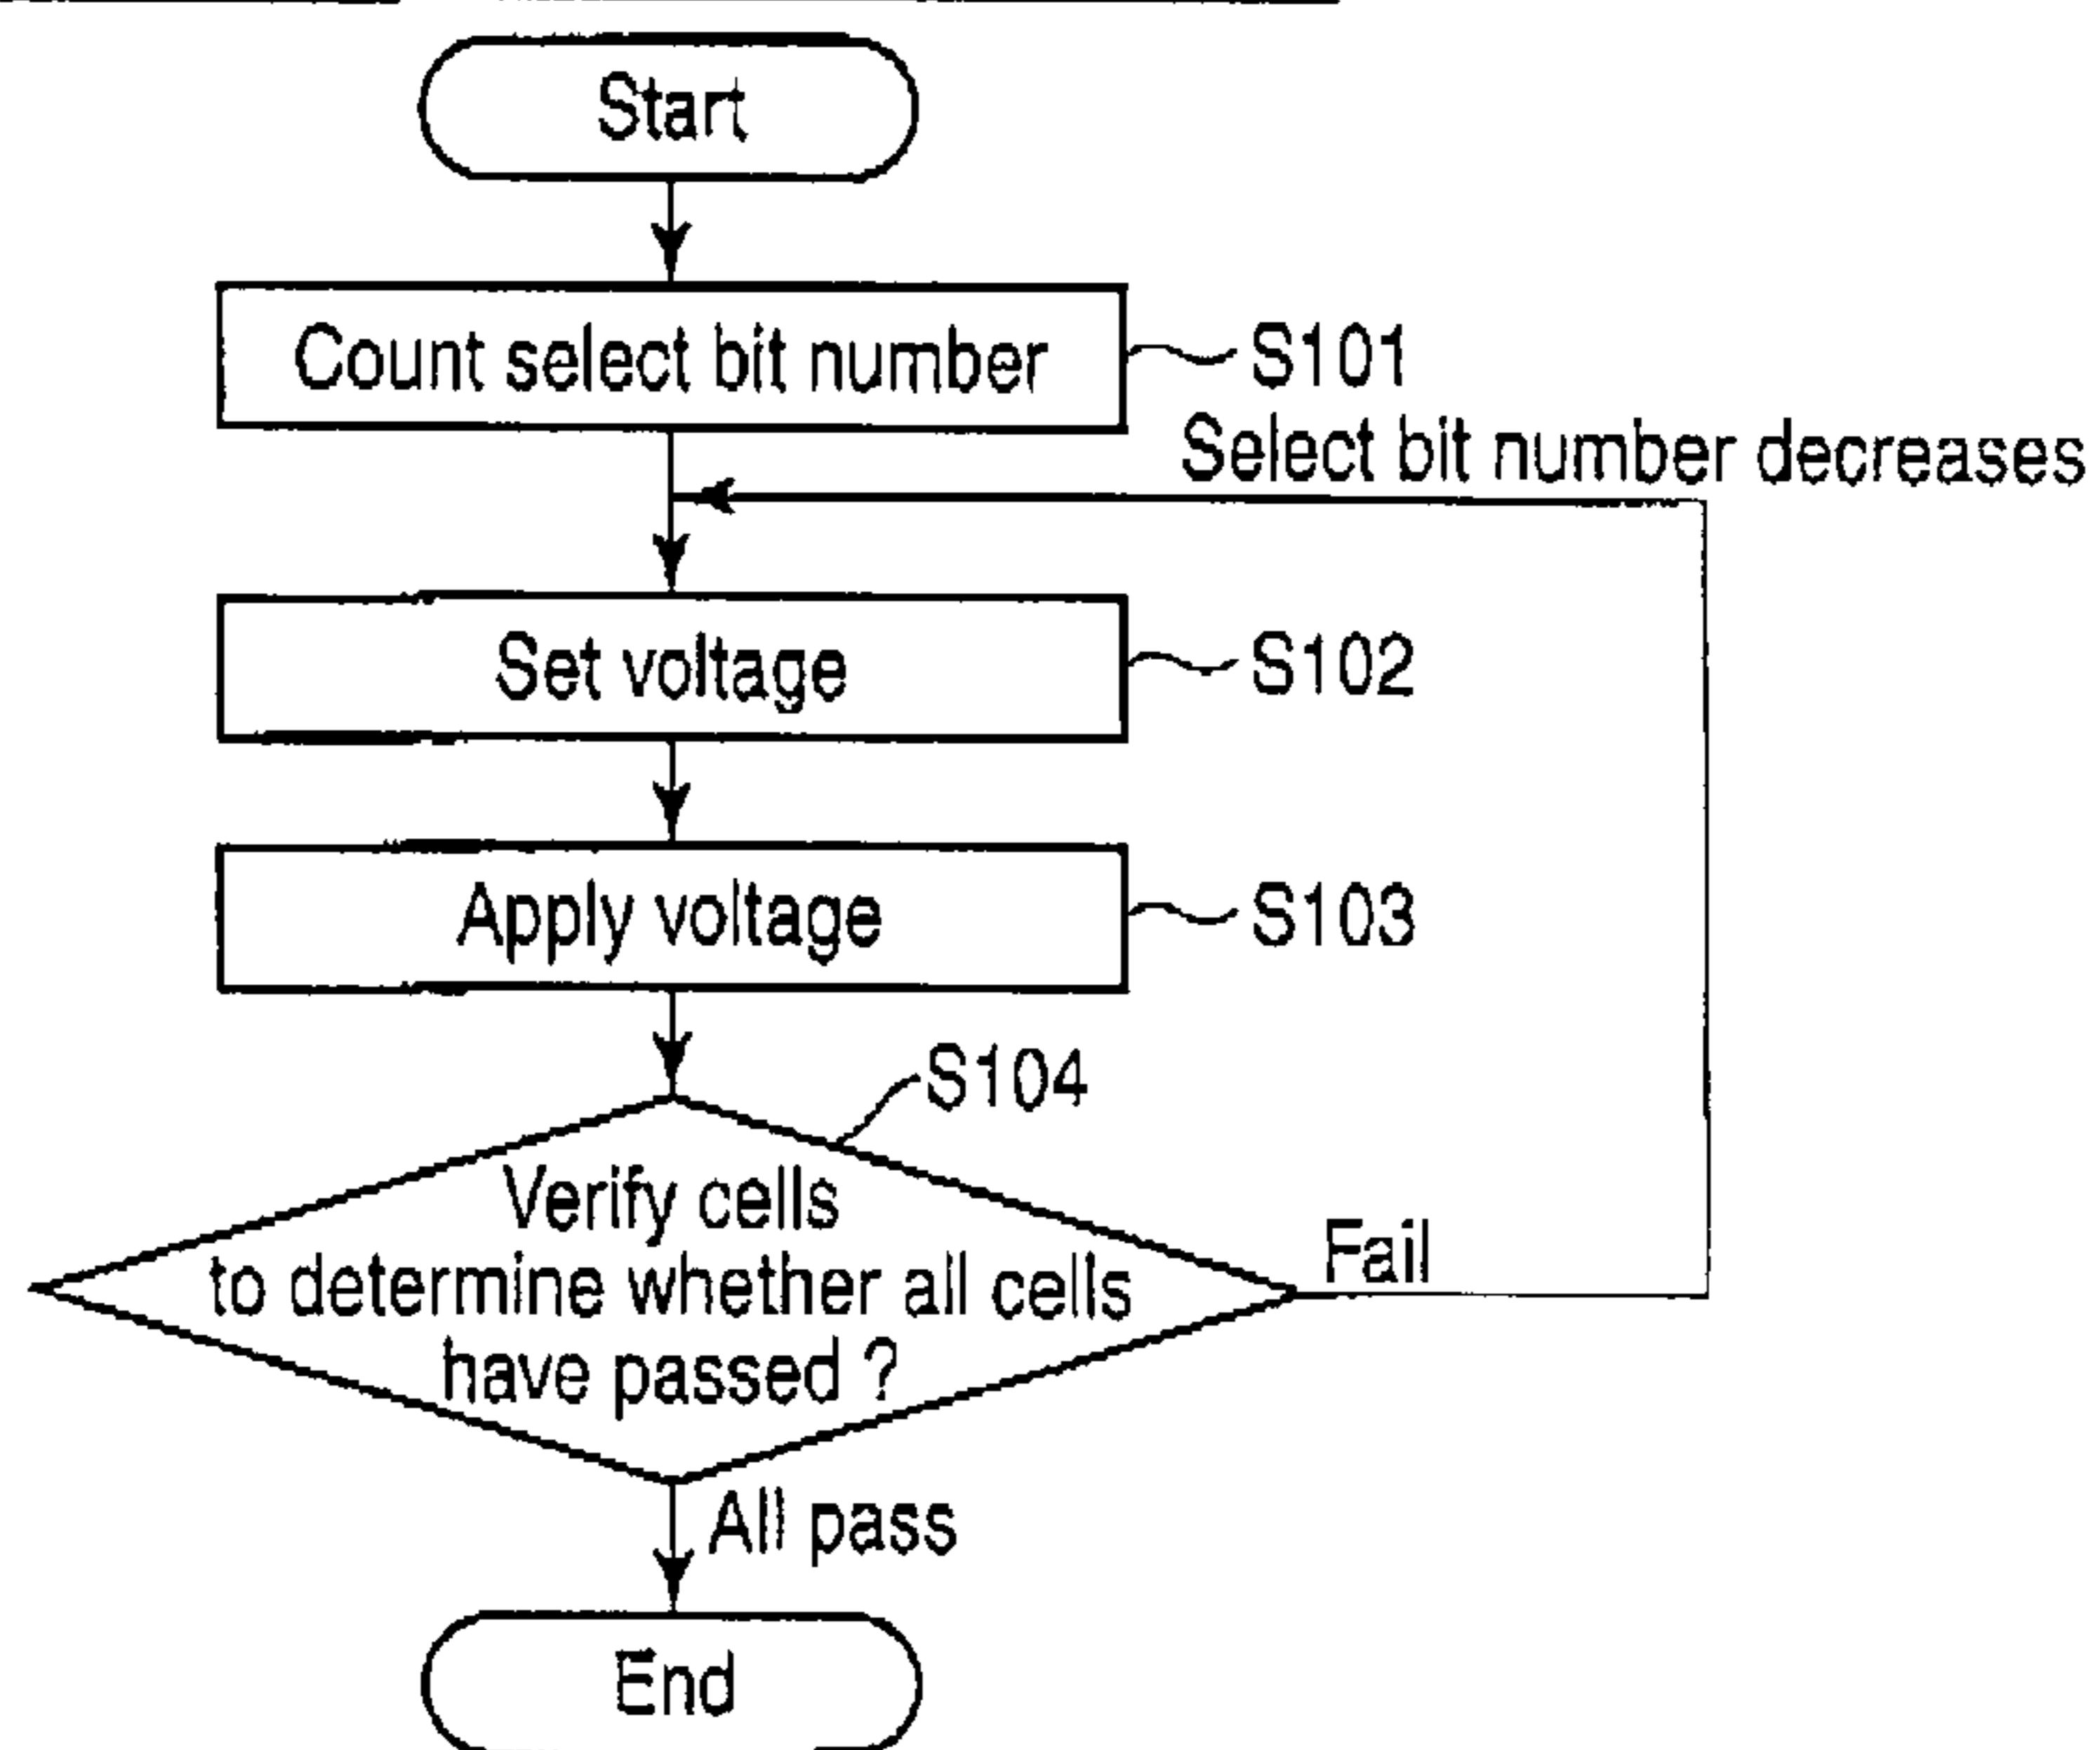 Start
Count select bit number
S101
Select bit number decreases
Set voltage
S102
Apply voltage
S103
S104
Verify cells
to determine whether all cells
have passed ?
Fail
All pass
End